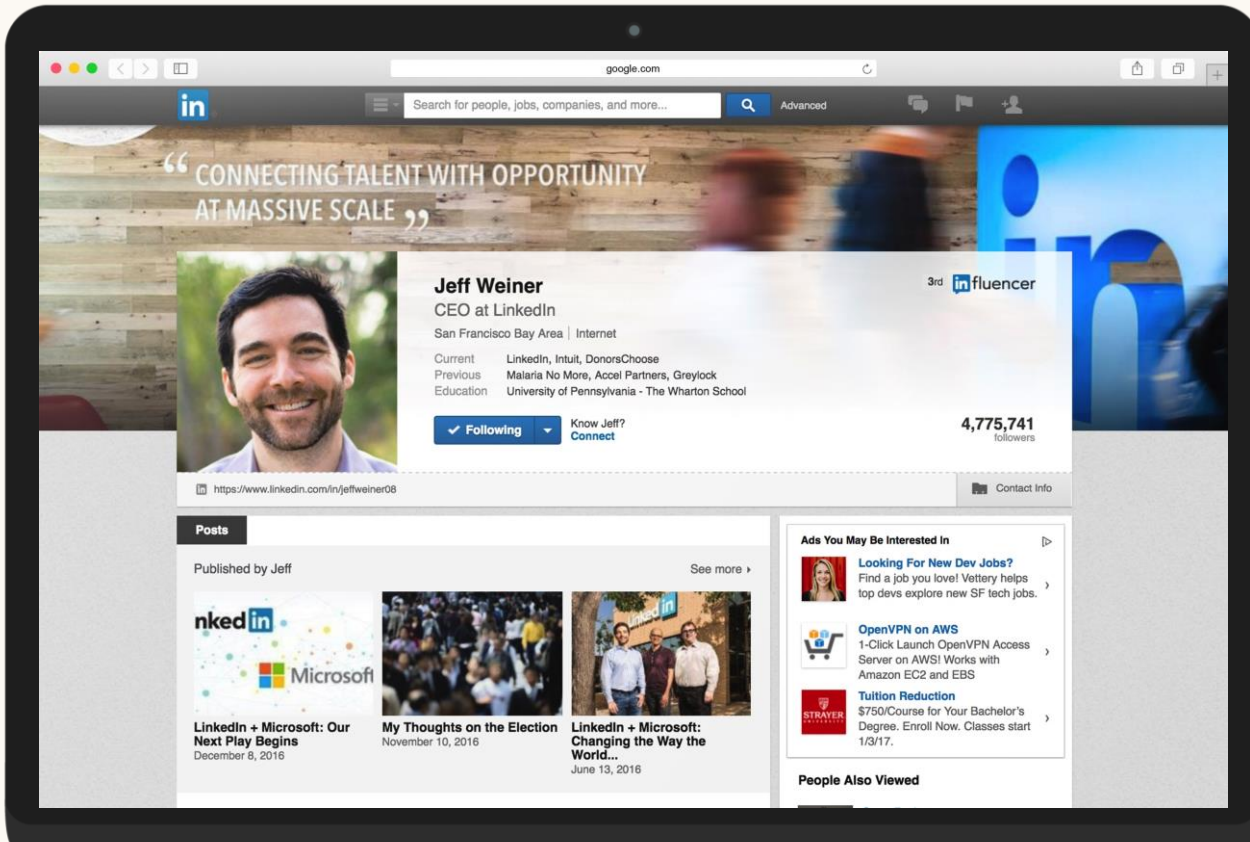 google.com
in
Search for people, jobs, companies, and more...
Advanced
“ CONNECTING TALENT WITH OPPORTUNITY
AT MASSIVE SCALE ”
in
Jeff Weiner
3rd influencer
CEO at LinkedIn
San Francisco Bay Area | Internet
Current LinkedIn, Intuit, DonorsChoose
Previous Malaria No More, Accel Partners, Greylock
Education University of Pennsylvania - The Wharton School
Following
Know Jeff?
Connect
4,775,741
followers
in https://www.linkedin.com/in/jeffweiner08
Contact Info
Posts
Published by Jeff
See more
nkedin
Microsoft
LinkedIn + Microsoft: Our
Next Play Begins
December 8, 2016
My Thoughts on the Election
November 10, 2016
Linked in
LinkedIn + Microsoft:
Changing the Way the
World...
June 13, 2016
Ads You May Be Interested In
Looking For New Dev Jobs?
Find a job you love! Vettery helps
top devs explore new SF tech jobs.
OpenVPN on AWS
1-Click Launch OpenVPN Access
Server on AWS! Works with
Amazon EC2 and EBS
STRAYER
UNIVERSITY
Tuition Reduction
$750/Course for Your Bachelor's
Degree. Enroll Now. Classes start
1/3/17.
People Also Viewed